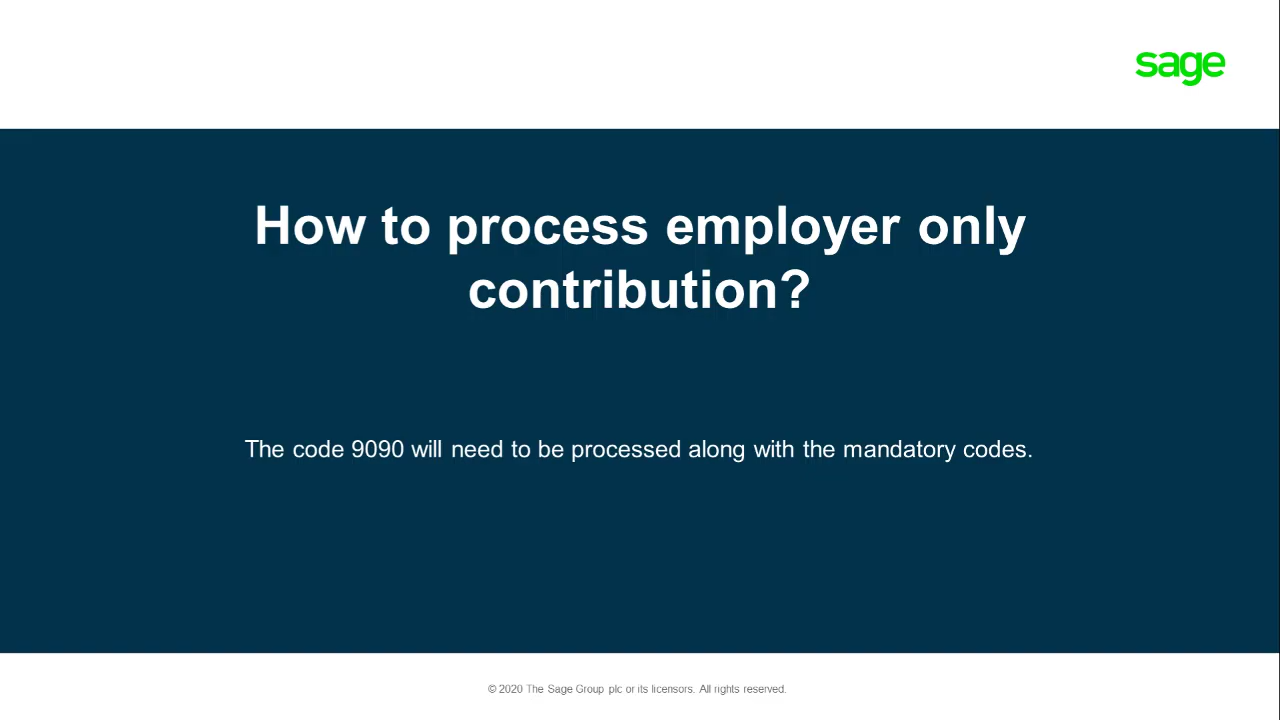 sage
How to process employer only
contribution?
The code 9090 will need to be processed along with the mandatory codes.
© 2020 The Sage Group plc or its licensors. All rights reserved.